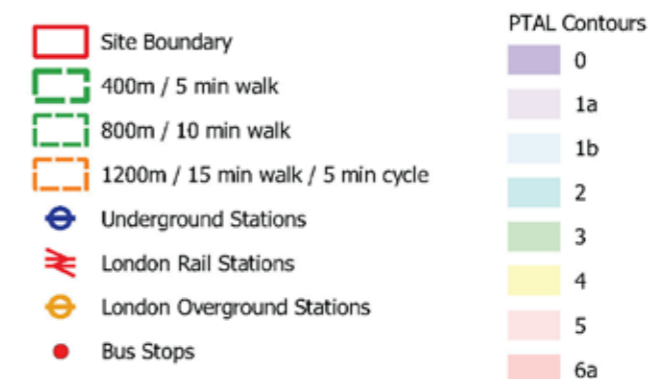 Site Boundary
400m / 5 min walk
800m / 10 min walk
1200m / 15 min walk / 5 min cycle
Underground Stations
London Rail Stations
London Overground Stations
Bus Stops
PTAL Contours
0
1a
1b
2
3
4
5
6a